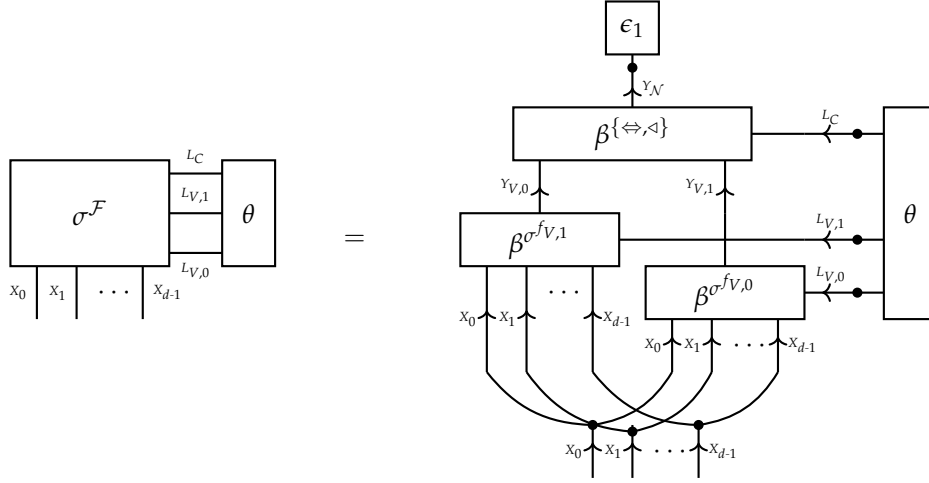 ϵ₁
Y_𝒩
β^{⇔,◁}
L_C
L_C
Y_{V,0}
Y_{V,1}
σ^ℱ
L_{V,1}
θ
=
β^{σ^{f_{V,1}}}
L_{V,1}
θ
L_{V,0}
L_{V,0}
X_0 X_1 ··· X_{d-1}
···
β^{σ^{f_{V,0}}}
X_0 X_1 X_{d-1}
X_0 X_1 ··· X_{d-1}
X_0 X_1 ··· X_{d-1}